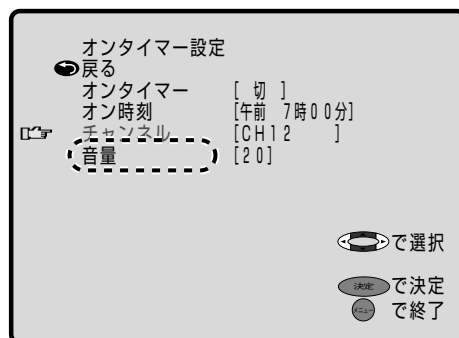 オンタイマー設定
戻る
オンタイマー [ 切 ]
オン時刻 [午前 7時00分]
チャンネル [CH12 ]
音量 [20]
で選択
決定 で決定
メニュー で終了